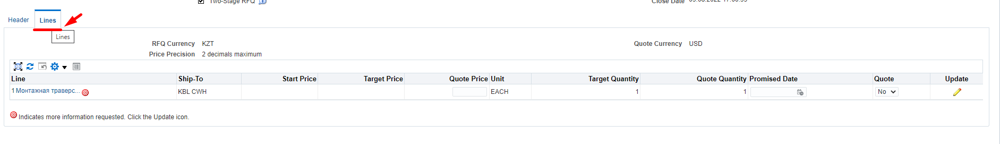 Two-Stage RFQ
Close Date
Header
Lines
Lines
RFQ Currency KZT
Quote Currency USD
Price Precision 2 decimals maximum
Line Ship-To Start Price Target Price Quote Price Unit Target Quantity Quote Quantity Promised Date Quote Update
1 Монтажная траверс... KBL CWH EACH 1 1 No
Indicates more information requested. Click the Update icon.